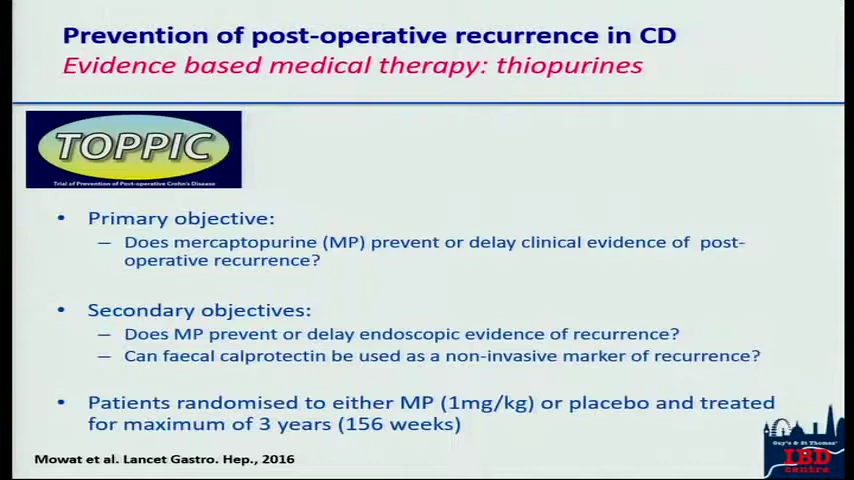 Prevention of post-operative recurrence in CD
Evidence based medical therapy: thiopurines
TOPPIC
Trial of Prevention of Post-operative Crohn's Disease
• Primary objective:
– Does mercaptopurine (MP) prevent or delay clinical evidence of post-
operative recurrence?
• Secondary objectives:
– Does MP prevent or delay endoscopic evidence of recurrence?
– Can faecal calprotectin be used as a non-invasive marker of recurrence?
• Patients randomised to either MP (1mg/kg) or placebo and treated
for maximum of 3 years (156 weeks)
Mowat et al. Lancet Gastro. Hep., 2016
Guy's & St Thomas'
IBD
centre